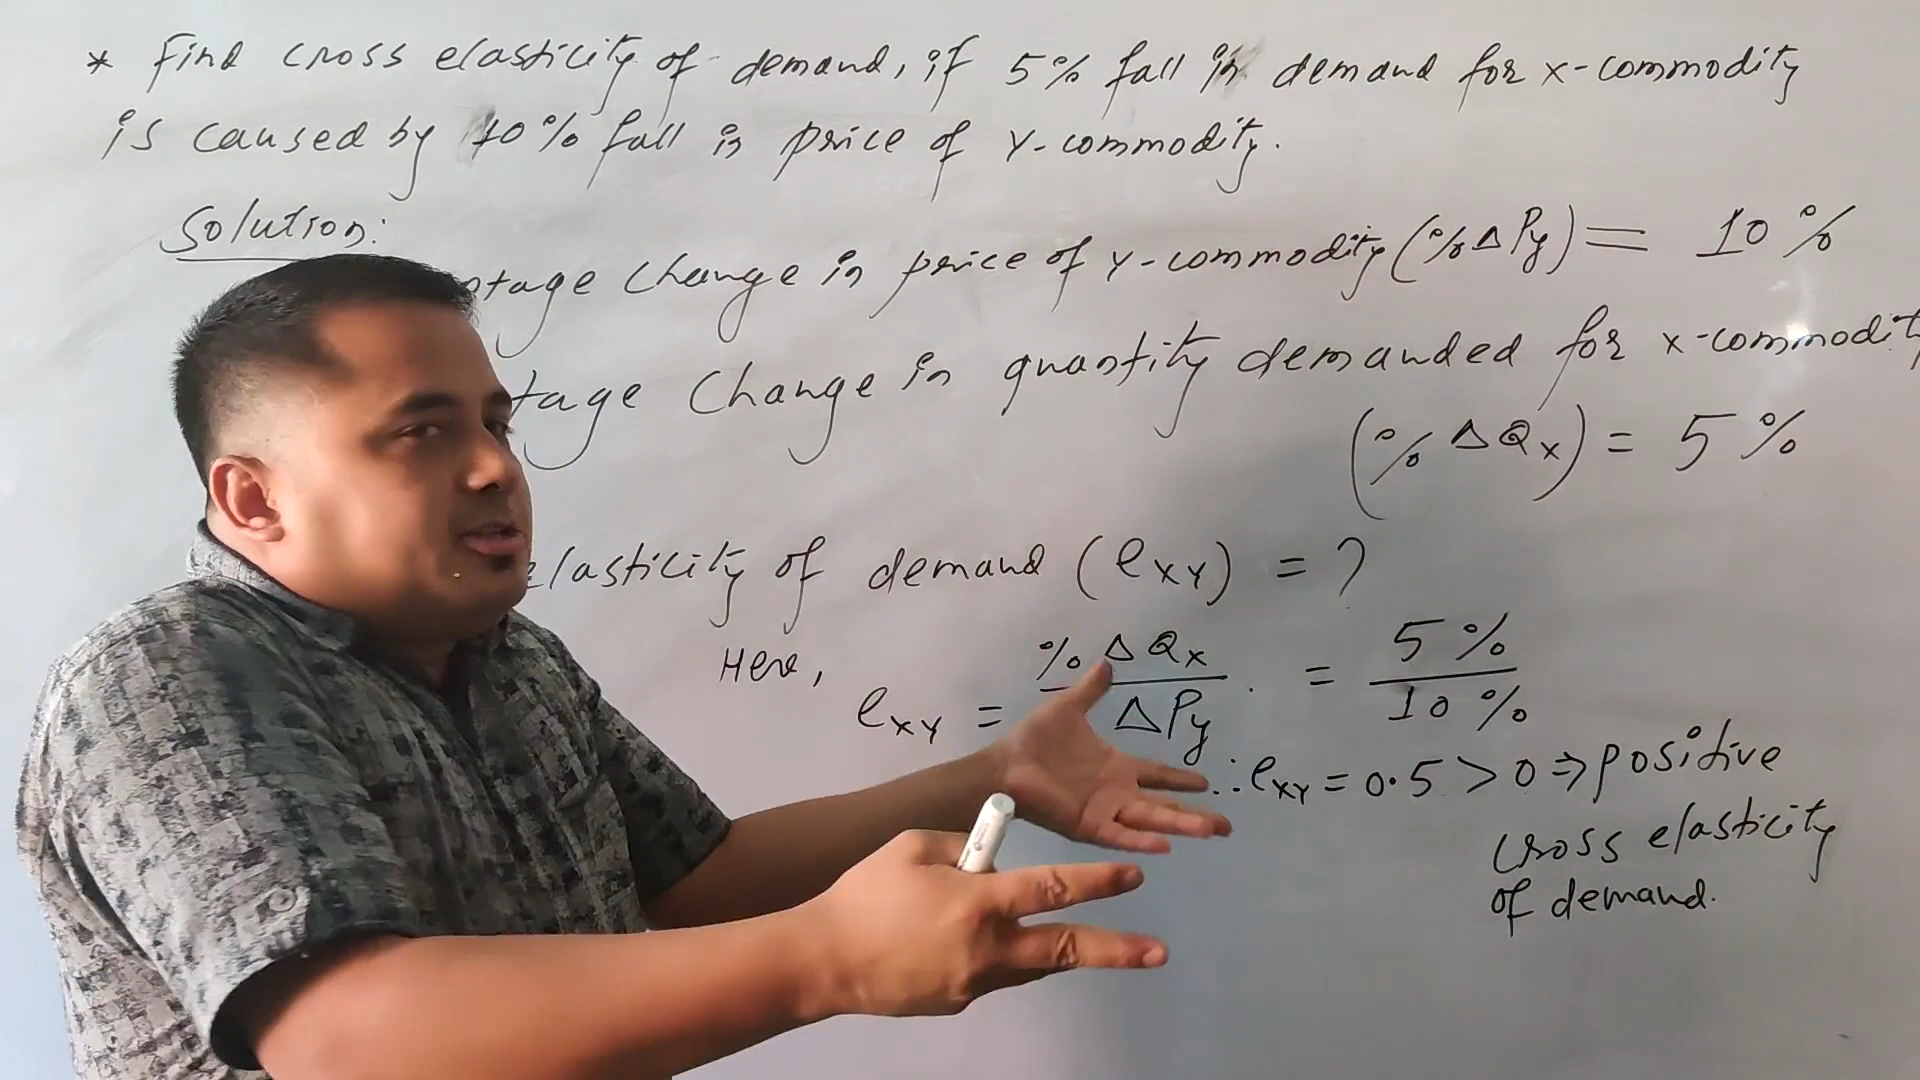 * Find cross elasticity of demand, if 5% fall in demand for x-commodity
is caused by 10% fall in price of Y-commodity.
Solution:
ntage change in price of Y-commodity (%ΔPy) = 10%
tage change in quantity demanded for x-commodit
(%ΔQx) = 5%
elasticity of demand (exy) = ?
Here,
exy = %ΔQx / ΔPy = 5% / 10%
∴ exy = 0.5 > 0 ⇒ positive
cross elasticity
of demand.